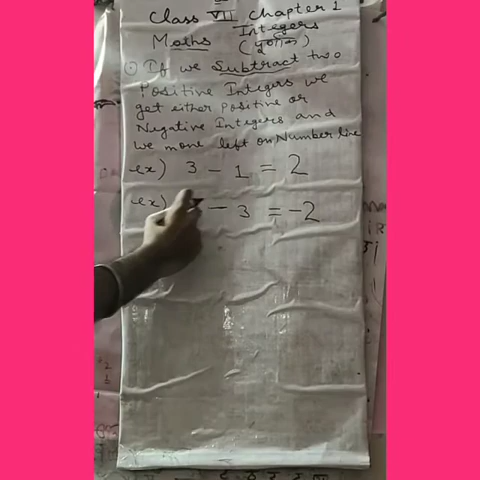 Class VII Chapter 1
Maths Integers
If we Subtract two
Positive Integers we
get either Positive or
Negative Integers and
we move left on Number line
ex) 3 - 1 = 2
ex) - 3 = -2